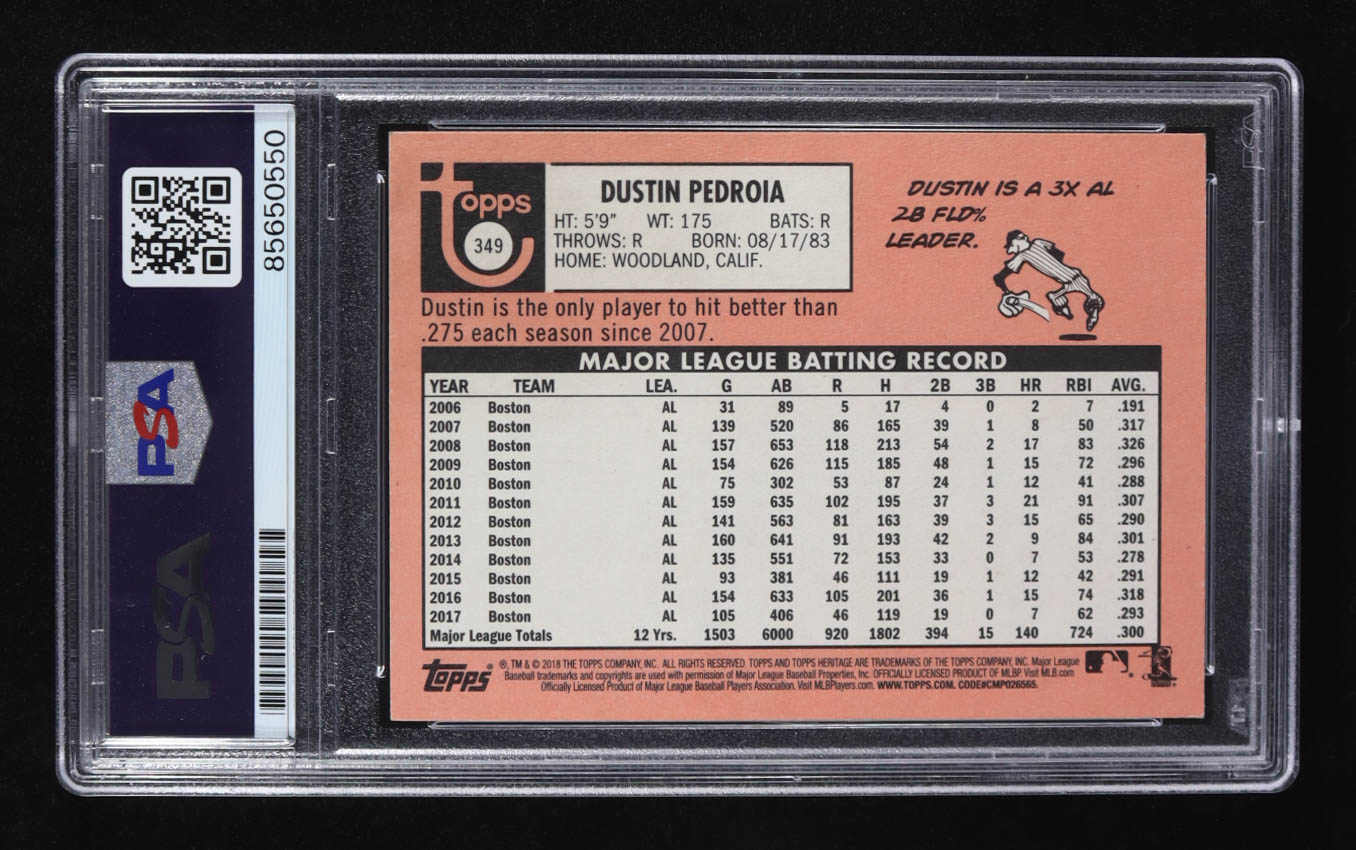 85650550
PSA
PSA
Topps
349
DUSTIN PEDROIA
HT: 5'9" WT: 175 BATS: R
THROWS: R BORN: 08/17/83
HOME: WOODLAND, CALIF.
DUSTIN IS A 3X AL
2B FLD%
LEADER.
Dustin is the only player to hit better than
.275 each season since 2007.
MAJOR LEAGUE BATTING RECORD
YEAR TEAM LEA. G AB R H 2B 3B HR RBI AVG.
2006 Boston AL 31 89 5 17 4 0 2 7 .191
2007 Boston AL 139 520 86 165 39 1 8 50 .317
2008 Boston AL 157 653 118 213 54 2 17 83 .326
2009 Boston AL 154 626 115 185 48 1 15 72 .296
2010 Boston AL 75 302 53 87 24 1 12 41 .288
2011 Boston AL 159 635 102 195 37 3 21 91 .307
2012 Boston AL 141 563 81 163 39 3 15 65 .290
2013 Boston AL 160 641 91 193 42 2 9 84 .301
2014 Boston AL 135 551 72 153 33 0 7 53 .278
2015 Boston AL 93 381 46 111 19 1 12 42 .291
2016 Boston AL 154 633 105 201 36 1 15 74 .318
2017 Boston AL 105 406 46 119 19 0 7 62 .293
Major League Totals 12 Yrs. 1503 6000 920 1802 394 15 140 724 .300
Topps
®, TM & © 2018 THE TOPPS COMPANY, INC. ALL RIGHTS RESERVED. TOPPS AND TOPPS HERITAGE ARE TRADEMARKS OF THE TOPPS COMPANY, INC. Major League
Baseball trademarks and copyrights are used with permission of Major League Baseball Properties, Inc. OFFICIALLY LICENSED PRODUCT OF MLBP. Visit MLB.com
Officially Licensed Product of Major League Baseball Players Association. Visit MLBPlayers.com. WWW.TOPPS.COM. CODE#CMP026565.